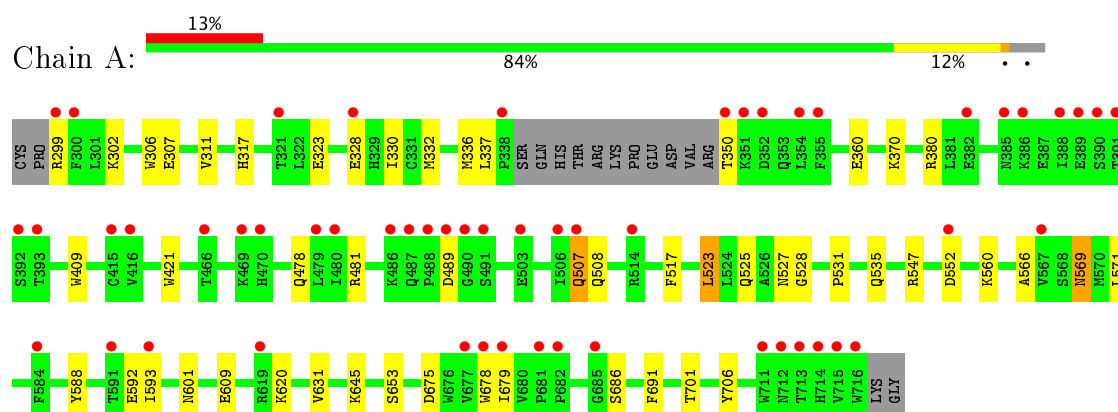 13%
Chain A:
84%
12%
CYS PRO R299 F300 L301 K302 W306 E307 V311 H317 T321 L322 E323 E328 H329 I330 C331 M332 M336 L337 P338 SER GLN HIS THR ARG LYS PRO GLU ASP VAL ARG T350 K351 D352 Q353 L354 F355 E360 K370 R380 L381 E382 N385 K386 E387 I388 E389 S390 T391
S392 T393 W409 C415 V416 W421 T466 K469 H470 Q478 L479 I480 R481 K486 Q487 P488 D489 G490 S491 E503 I506 Q507 Q508 R514 F517 L523 L524 Q525 A526 N527 G528 P531 Q535 R547 D552 K560 A566 V567 S568 N569 M570 L571
F584 Y588 T591 E592 I593 N601 E609 R619 K620 V631 K645 S653 D675 W676 V677 W678 I679 V680 P681 P682 G685 S686 F691 T701 Y706 W711 N712 T713 H714 V715 W716 LYS GLY